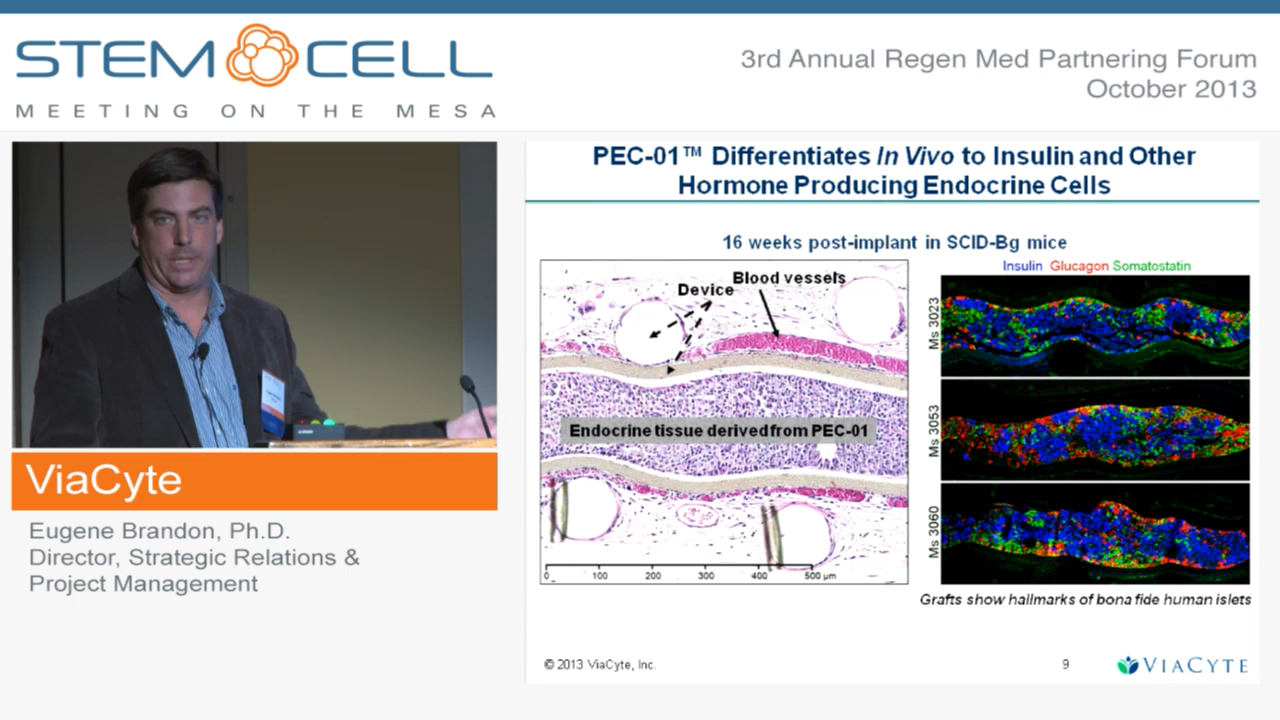 STEM CELL
MEETING ON THE MESA
3rd Annual Regen Med Partnering Forum
October 2013
ViaCyte
Eugene Brandon, Ph.D.
Director, Strategic Relations &
Project Management
PEC-01™ Differentiates In Vivo to Insulin and Other
Hormone Producing Endocrine Cells
16 weeks post-implant in SCID-Bg mice
Blood vessels
Device
Endocrine tissue derived from PEC-01
0 100 200 300 400 500 µm
Insulin Glucagon Somatostatin
Ms 3023
Ms 3053
Ms 3060
Grafts show hallmarks of bona fide human islets
© 2013 ViaCyte, Inc.
9
VIACYTE